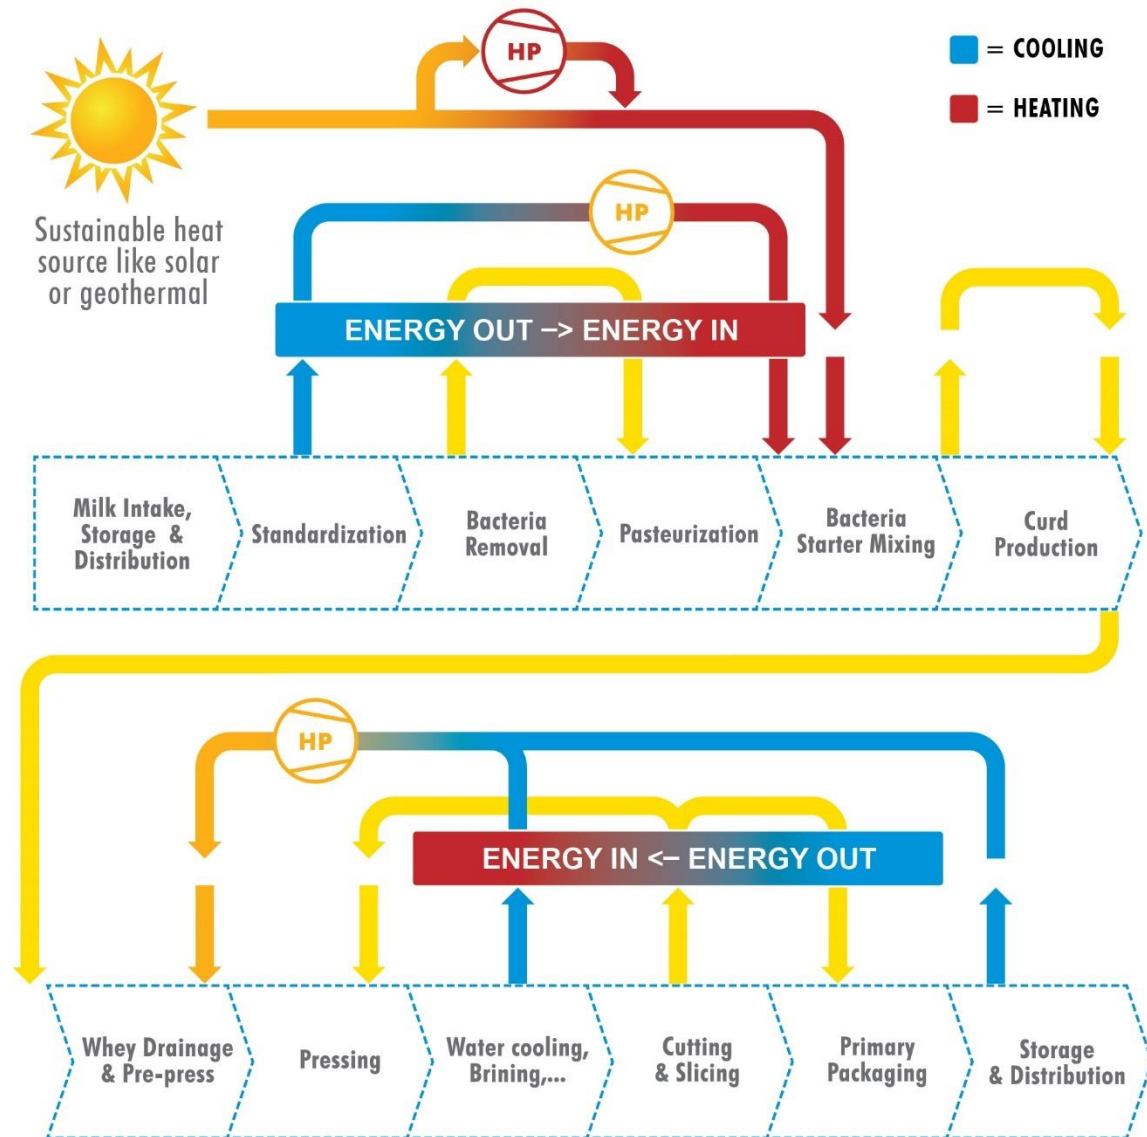 HP
= COOLING
= HEATING
HP
Sustainable heat
source like solar
or geothermal
ENERGY OUT –> ENERGY IN
Milk Intake,
Storage &
Distribution
Standardization
Bacteria
Removal
Pasteurization
Bacteria
Starter Mixing
Curd
Production
HP
ENERGY IN <– ENERGY OUT
Whey Drainage
& Pre-press
Pressing
Water cooling,
Brining,...
Cutting
& Slicing
Primary
Packaging
Storage
& Distribution